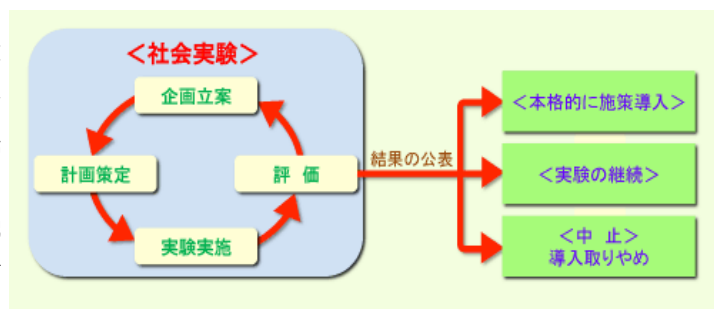 ＜社会実験＞
企画立案
計画策定
評　価
実験実施
結果の公表
＜本格的に施策導入＞
＜実験の継続＞
＜中　止＞
導入取りやめ